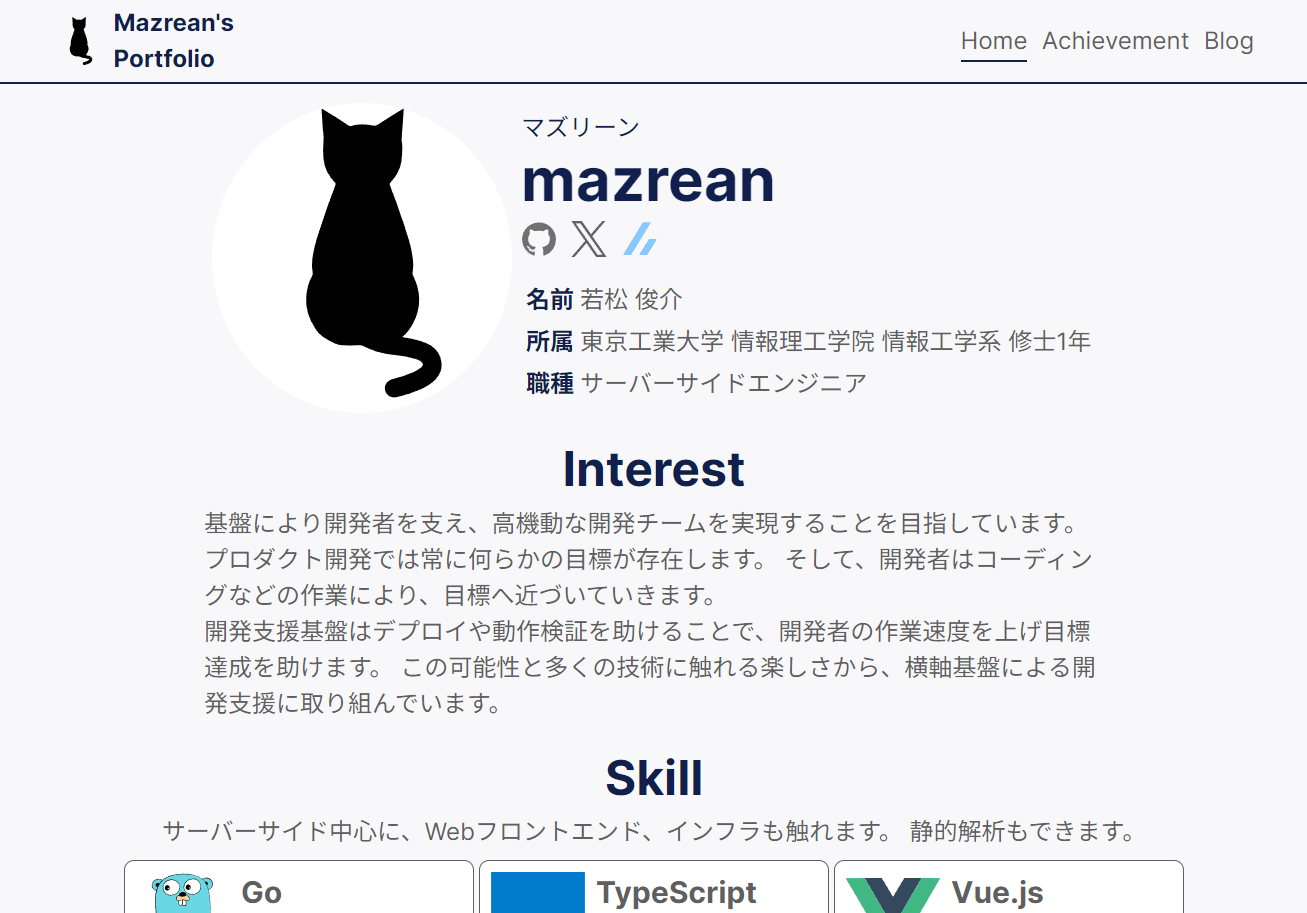 Mazrean's
Portfolio
Home Achievement Blog
マズリーン
mazrean
名前 若松 俊介
所属 東京工業大学 情報理工学院 情報工学系 修士1年
職種 サーバーサイドエンジニア
Interest
基盤により開発者を支え、高機動な開発チームを実現することを目指しています。
プロダクト開発では常に何らかの目標が存在します。 そして、開発者はコーディン
グなどの作業により、目標へ近づいていきます。
開発支援基盤はデプロイや動作検証を助けることで、開発者の作業速度を上げ目標
達成を助けます。 この可能性と多くの技術に触れる楽しさから、横軸基盤による開
発支援に取り組んでいます。
Skill
サーバーサイド中心に、Webフロントエンド、インフラも触れます。 静的解析もできます。
Go
TypeScript
Vue.js